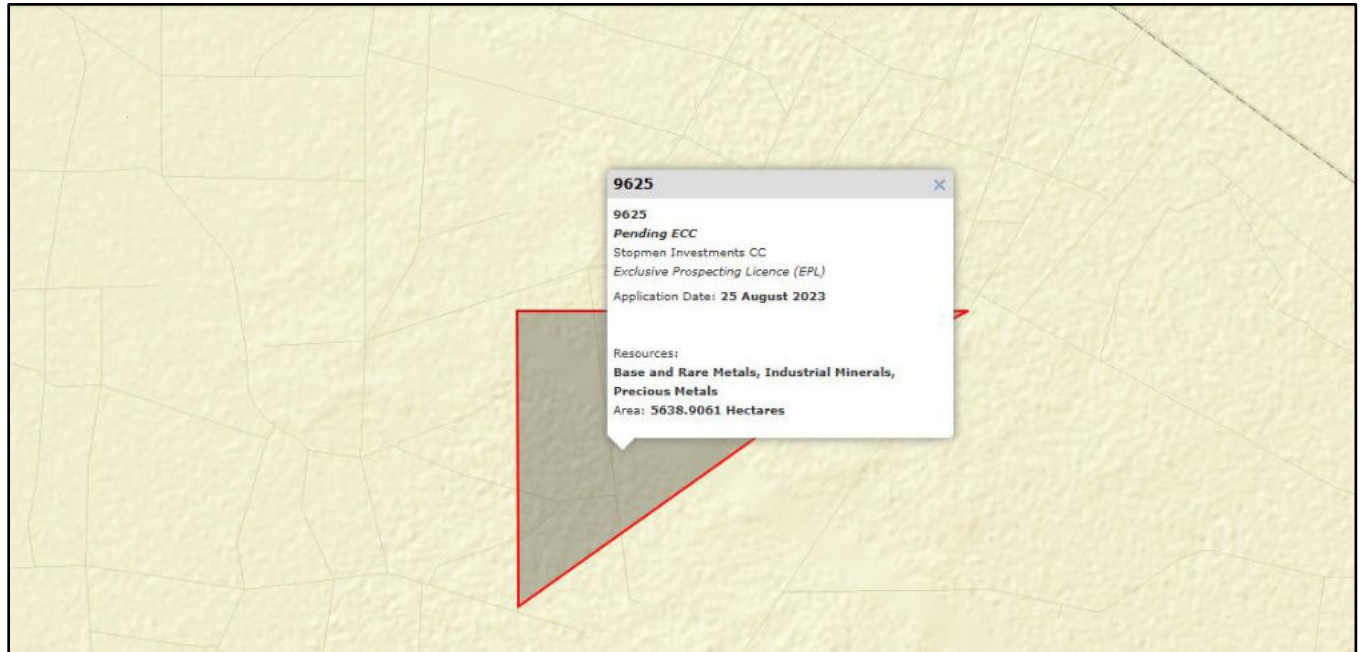 9625
9625
Pending ECC
Stopmen Investments CC
Exclusive Prospecting Licence (EPL)
Application Date: 25 August 2023
Resources:
Base and Rare Metals, Industrial Minerals,
Precious Metals
Area: 5638.9061 Hectares